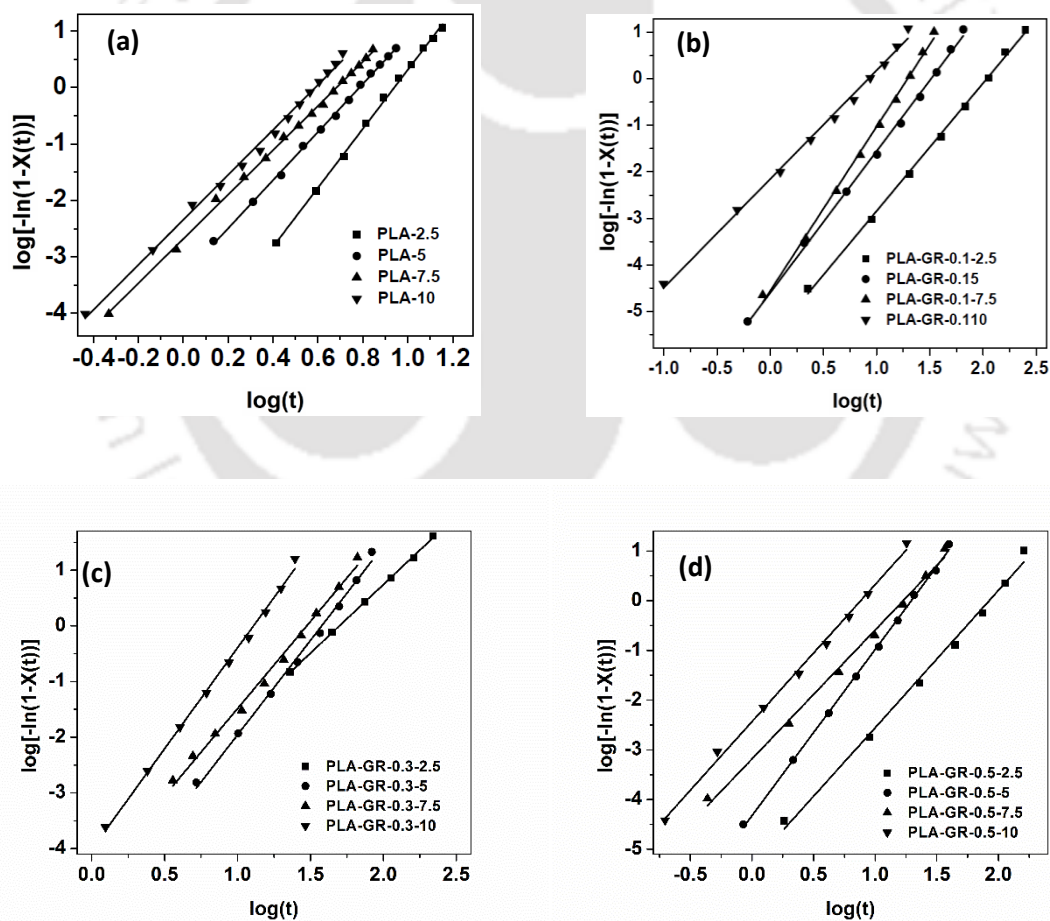 (a)
log[-ln(1-X(t))]
1
0
-1
-2
-3
-4
PLA-2.5
PLA-5
PLA-7.5
PLA-10
-0.4 -0.2 0.0 0.2 0.4 0.6 0.8 1.0 1.2
log(t)
(b)
log[-ln(1-X(t))]
1
0
-1
-2
-3
-4
-5
PLA-GR-0.1-2.5
PLA-GR-0.15
PLA-GR-0.1-7.5
PLA-GR-0.110
-1.0 -0.5 0.0 0.5 1.0 1.5 2.0 2.5
log(t)
(c)
log[-ln(1-X(t))]
1
0
-1
-2
-3
-4
PLA-GR-0.3-2.5
PLA-GR-0.3-5
PLA-GR-0.3-7.5
PLA-GR-0.3-10
0.0 0.5 1.0 1.5 2.0 2.5
log(t)
(d)
log[-ln(1-X(t))]
1
0
-1
-2
-3
-4
-5
PLA-GR-0.5-2.5
PLA-GR-0.5-5
PLA-GR-0.5-7.5
PLA-GR-0.5-10
-0.5 0.0 0.5 1.0 1.5 2.0
log(t)